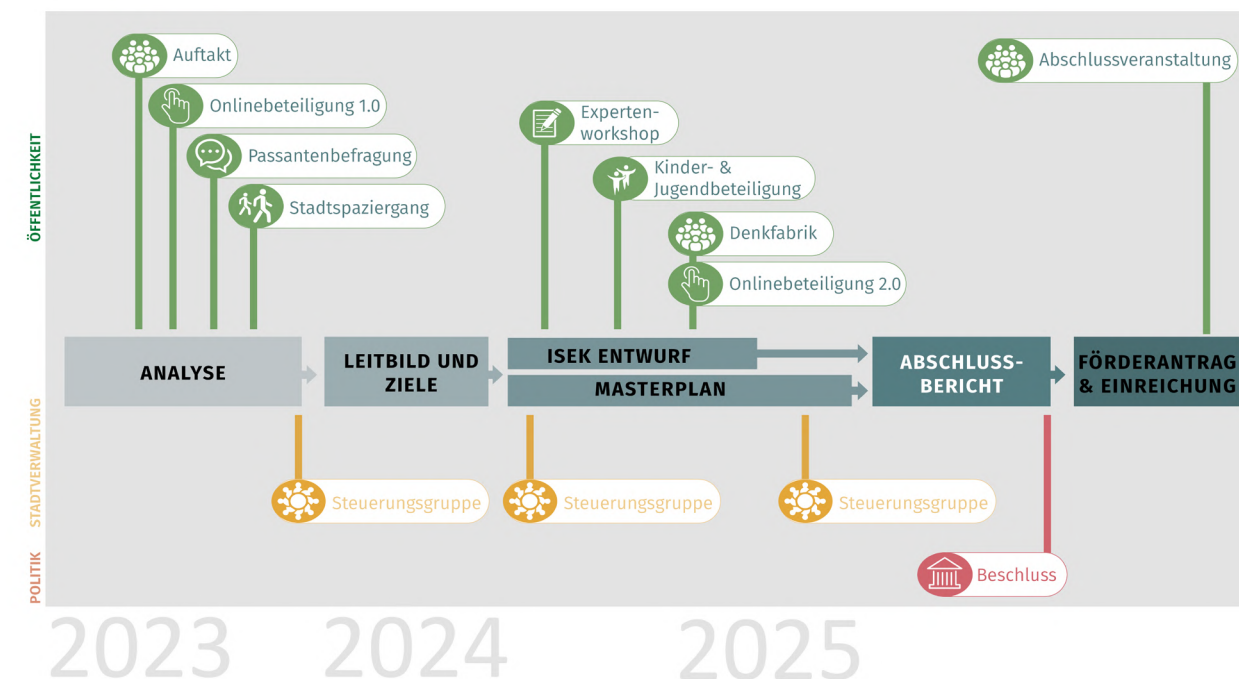 Auftakt
Onlinebeteiligung 1.0
Passantenbefragung
Stadtspaziergang
Experten-
workshop
Kinder- &
Jugendbeteiligung
Denkfabrik
Onlinebeteiligung 2.0
Abschlussveranstaltung
ÖFFENTLICHKEIT
ANALYSE
LEITBILD UND
ZIELE
ISEK ENTWURF
MASTERPLAN
ABSCHLUSS-
BERICHT
FÖRDERANTRAG
& EINREICHUNG
STADTVERWALTUNG
Steuerungsgruppe
Steuerungsgruppe
Steuerungsgruppe
POLITIK
Beschluss
2023
2024
2025